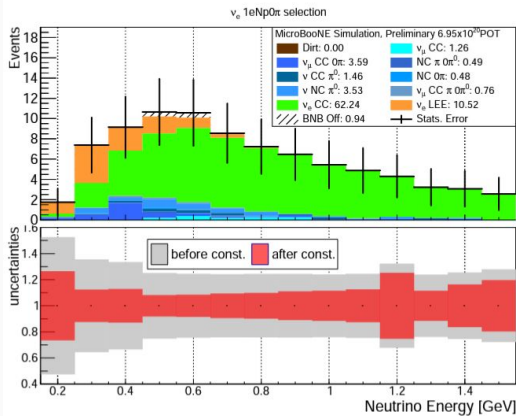 νe 1eNp0π selection
MicroBooNE Simulation, Preliminary 6.95x10²⁰POT
Dirt: 0.00
νμ CC: 1.26
νμ CC 0π: 3.59
NC π 0π⁰: 0.49
ν CC π⁰: 1.46
NC 0π: 0.48
ν NC π⁰: 3.53
νμ CC π 0π⁰: 0.76
νe CC: 62.24
νe LEE: 10.52
BNB Off: 0.94
Stats. Error
Events
20
18
16
14
12
10
8
6
4
2
0
before const.
after const.
uncertainties
1.6
1.4
1.2
1.0
0.8
0.6
0.4
0.2 0.4 0.6 0.8 1 1.2 1.4
Neutrino Energy [GeV]